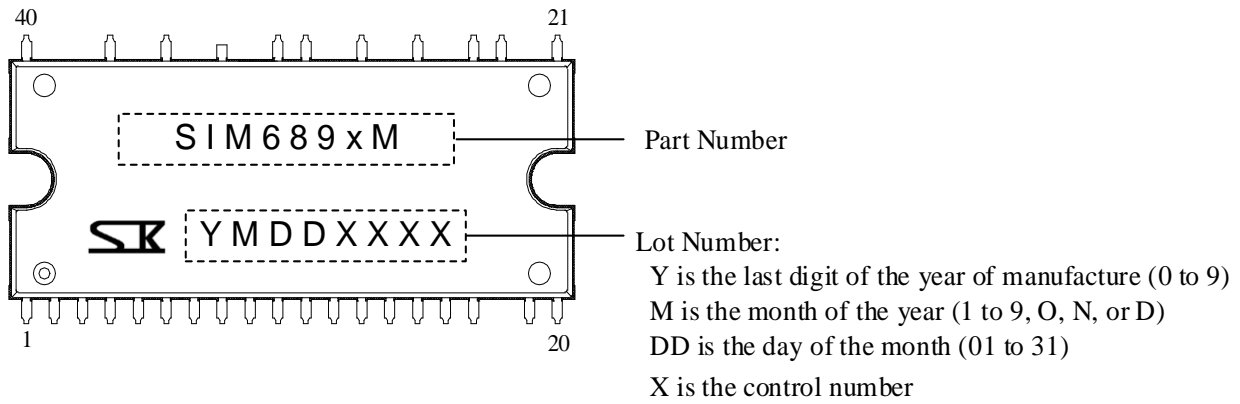 40 21
SIM689xM
Part Number
SK YMDDXXXX
Lot Number:
Y is the last digit of the year of manufacture (0 to 9)
M is the month of the year (1 to 9, O, N, or D)
DD is the day of the month (01 to 31)
X is the control number
1 20